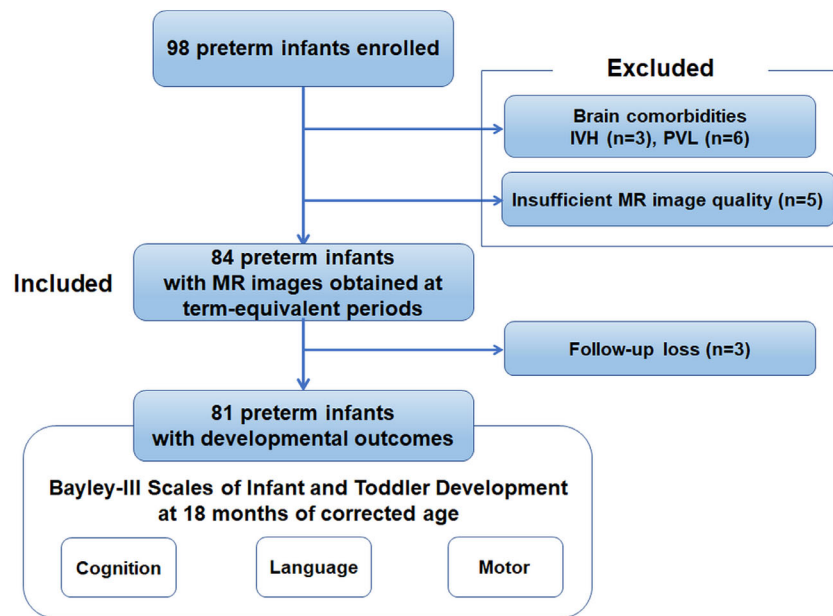 98 preterm infants enrolled
Excluded
Brain comorbidities
IVH (n=3), PVL (n=6)
Insufficient MR image quality (n=5)
Included
84 preterm infants
with MR images obtained at
term-equivalent periods
Follow-up loss (n=3)
81 preterm infants
with developmental outcomes
Bayley-III Scales of Infant and Toddler Development
at 18 months of corrected age
Cognition
Language
Motor